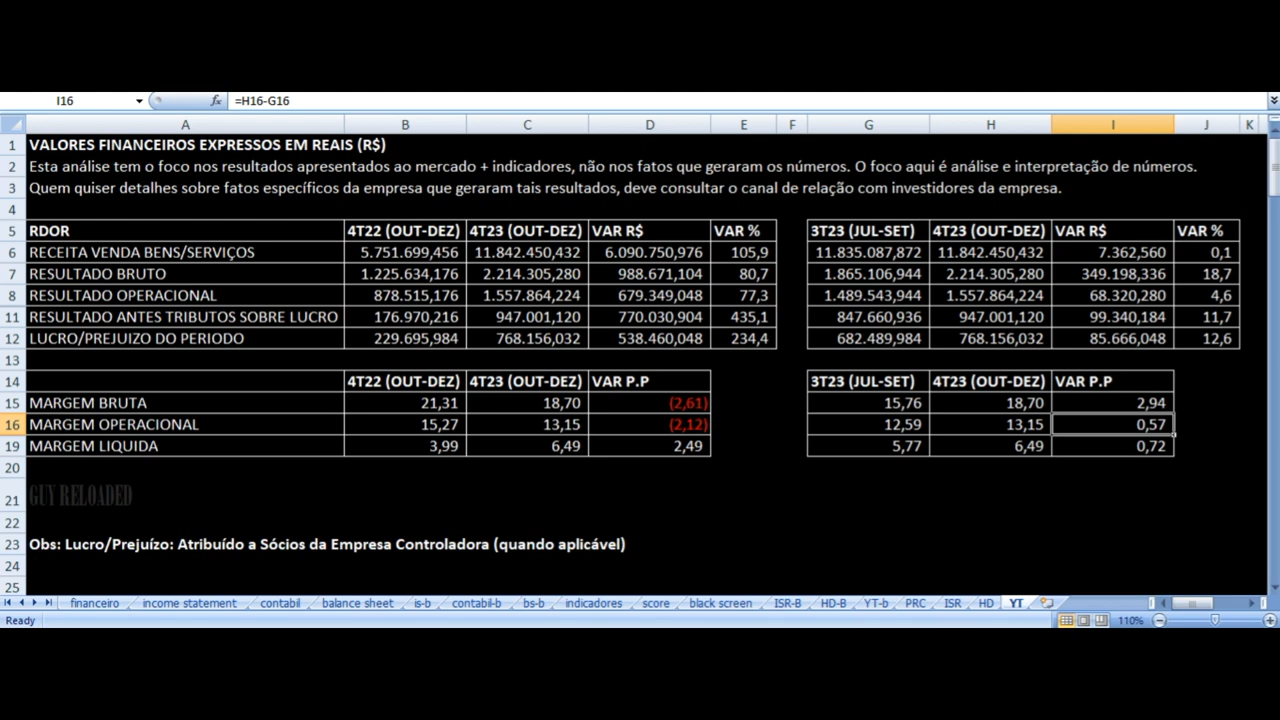 I16 fx =H16-G16
A B C D E F G H I J K
1 VALORES FINANCEIROS EXPRESSOS EM REAIS (R$)
2 Esta análise tem o foco nos resultados apresentados ao mercado + indicadores, não nos fatos que geraram os números. O foco aqui é análise e interpretação de números.
3 Quem quiser detalhes sobre fatos específicos da empresa que geraram tais resultados, deve consultar o canal de relação com investidores da empresa.
4
5 RDOR 4T22 (OUT-DEZ) 4T23 (OUT-DEZ) VAR R$ VAR % 3T23 (JUL-SET) 4T23 (OUT-DEZ) VAR R$ VAR %
6 RECEITA VENDA BENS/SERVIÇOS 5.751.699,456 11.842.450,432 6.090.750,976 105,9 11.835.087,872 11.842.450,432 7.362,560 0,1
7 RESULTADO BRUTO 1.225.634,176 2.214.305,280 988.671,104 80,7 1.865.106,944 2.214.305,280 349.198,336 18,7
8 RESULTADO OPERACIONAL 878.515,176 1.557.864,224 679.349,048 77,3 1.489.543,944 1.557.864,224 68.320,280 4,6
11 RESULTADO ANTES TRIBUTOS SOBRE LUCRO 176.970,216 947.001,120 770.030,904 435,1 847.660,936 947.001,120 99.340,184 11,7
12 LUCRO/PREJUIZO DO PERIODO 229.695,984 768.156,032 538.460,048 234,4 682.489,984 768.156,032 85.666,048 12,6
13
14 4T22 (OUT-DEZ) 4T23 (OUT-DEZ) VAR P.P 3T23 (JUL-SET) 4T23 (OUT-DEZ) VAR P.P
15 MARGEM BRUTA 21,31 18,70 (2,61) 15,76 18,70 2,94
16 MARGEM OPERACIONAL 15,27 13,15 (2,12) 12,59 13,15 0,57
19 MARGEM LIQUIDA 3,99 6,49 2,49 5,77 6,49 0,72
20
21 GUY RELOADED
22
23 Obs: Lucro/Prejuízo: Atribuído a Sócios da Empresa Controladora (quando aplicável)
24
25
financeiro income statement contabil balance sheet is-b contabil-b bs-b indicadores score black screen ISR-B HD-B YT-b PRC ISR HD YT
Ready 110%